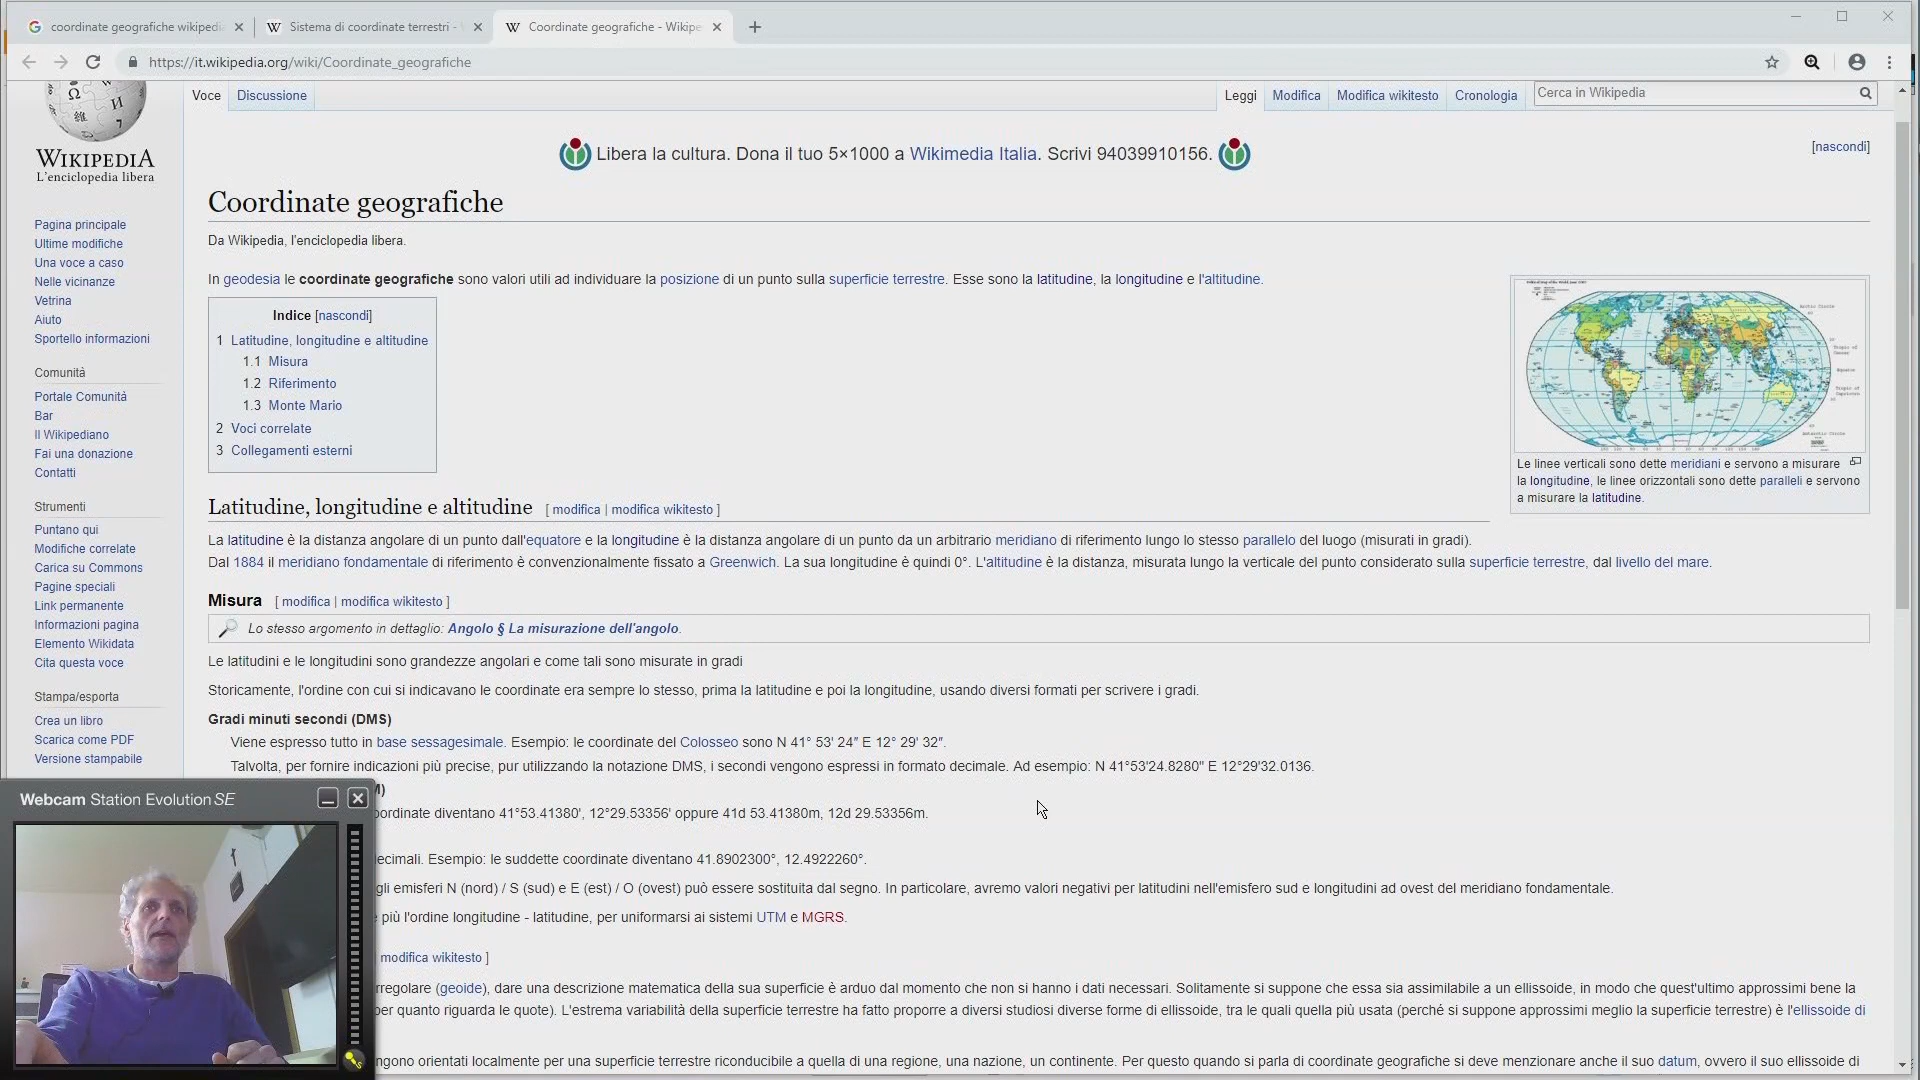 coordinate geografiche wikipedi
Sistema di coordinate terrestri -
Coordinate geografiche - Wikipe
https://it.wikipedia.org/wiki/Coordinate_geografiche
WIKIPEDIA
L'enciclopedia libera
Voce
Discussione
Leggi
Modifica
Modifica wikitesto
Cronologia
Cerca in Wikipedia
Libera la cultura. Dona il tuo 5×1000 a Wikimedia Italia. Scrivi 94039910156.
[nascondi]
Coordinate geografiche
Da Wikipedia, l'enciclopedia libera.
In geodesia le coordinate geografiche sono valori utili ad individuare la posizione di un punto sulla superficie terrestre. Esse sono la latitudine, la longitudine e l'altitudine.
Indice [nascondi]
1 Latitudine, longitudine e altitudine
1.1 Misura
1.2 Riferimento
1.3 Monte Mario
2 Voci correlate
3 Collegamenti esterni
Le linee verticali sono dette meridiani e servono a misurare
la longitudine, le linee orizzontali sono dette paralleli e servono
a misurare la latitudine.
Latitudine, longitudine e altitudine [ modifica | modifica wikitesto ]
La latitudine è la distanza angolare di un punto dall'equatore e la longitudine è la distanza angolare di un punto da un arbitrario meridiano di riferimento lungo lo stesso parallelo del luogo (misurati in gradi).
Dal 1884 il meridiano fondamentale di riferimento è convenzionalmente fissato a Greenwich. La sua longitudine è quindi 0°. L'altitudine è la distanza, misurata lungo la verticale del punto considerato sulla superficie terrestre, dal livello del mare.
Misura [ modifica | modifica wikitesto ]
Lo stesso argomento in dettaglio: Angolo § La misurazione dell'angolo.
Le latitudini e le longitudini sono grandezze angolari e come tali sono misurate in gradi
Storicamente, l'ordine con cui si indicavano le coordinate era sempre lo stesso, prima la latitudine e poi la longitudine, usando diversi formati per scrivere i gradi.
Gradi minuti secondi (DMS)
Viene espresso tutto in base sessagesimale. Esempio: le coordinate del Colosseo sono N 41° 53' 24″ E 12° 29' 32″.
Talvolta, per fornire indicazioni più precise, pur utilizzando la notazione DMS, i secondi vengono espressi in formato decimale. Ad esempio: N 41°53'24.8280" E 12°29'32.0136.
M)
ordinate diventano 41°53.41380', 12°29.53356' oppure 41d 53.41380m, 12d 29.53356m.
ecimali. Esempio: le suddette coordinate diventano 41.8902300°, 12.4922260°.
gli emisferi N (nord) / S (sud) e E (est) / O (ovest) può essere sostituita dal segno. In particolare, avremo valori negativi per latitudini nell'emisfero sud e longitudini ad ovest del meridiano fondamentale.
e più l'ordine longitudine - latitudine, per uniformarsi ai sistemi UTM e MGRS.
| modifica wikitesto ]
rregolare (geoide), dare una descrizione matematica della sua superficie è arduo dal momento che non si hanno i dati necessari. Solitamente si suppone che essa sia assimilabile a un ellissoide, in modo che quest'ultimo approssimi bene la
per quanto riguarda le quote). L'estrema variabilità della superficie terrestre ha fatto proporre a diversi studiosi diverse forme di ellissoide, tra le quali quella più usata (perché si suppone approssimi meglio la superficie terrestre) è l'ellissoide di
ngono orientati localmente per una superficie terrestre riconducibile a quella di una regione, una nazione, un continente. Per questo quando si parla di coordinate geografiche si deve menzionare anche il suo datum, ovvero il suo ellissoide di
Pagina principale
Ultime modifiche
Una voce a caso
Nelle vicinanze
Vetrina
Aiuto
Sportello informazioni
Comunità
Portale Comunità
Bar
Il Wikipediano
Fai una donazione
Contatti
Strumenti
Puntano qui
Modifiche correlate
Carica su Commons
Pagine speciali
Link permanente
Informazioni pagina
Elemento Wikidata
Cita questa voce
Stampa/esporta
Crea un libro
Scarica come PDF
Versione stampabile
Webcam Station Evolution SE